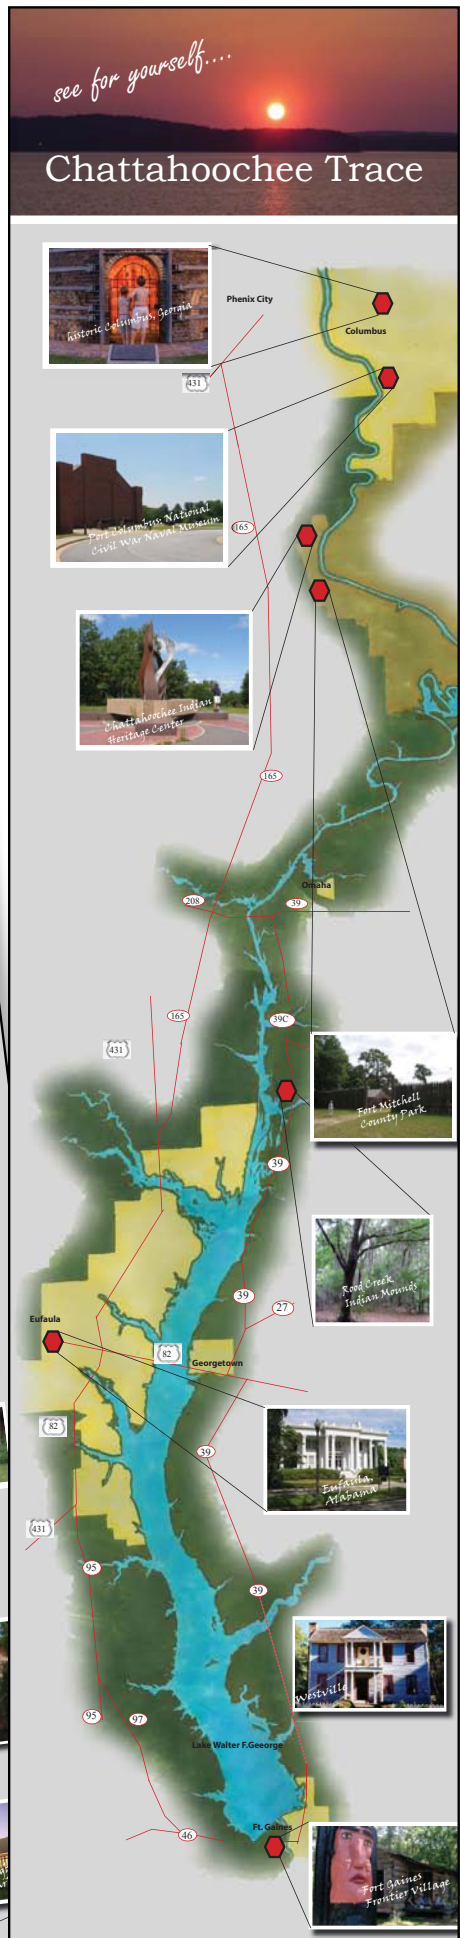 see for yourself....
Chattahoochee Trace
historic Columbus, Georgia
Phenix City
Columbus
431
Port Columbus: National
Civil War Naval Museum
165
Chattahoochee Indian
Heritage Center
165
Omaha
208
39
165
39C
431
Fort Mitchell
County Park
39
Rood Creek
Indian Mounds
39
27
Eufaula
82
Georgetown
82
39
Eufaula,
Alabama
431
95
39
Westville
95
97
Lake Walter F.Geeorge
Ft. Gaines
46
Fort Gaines
Frontier Village